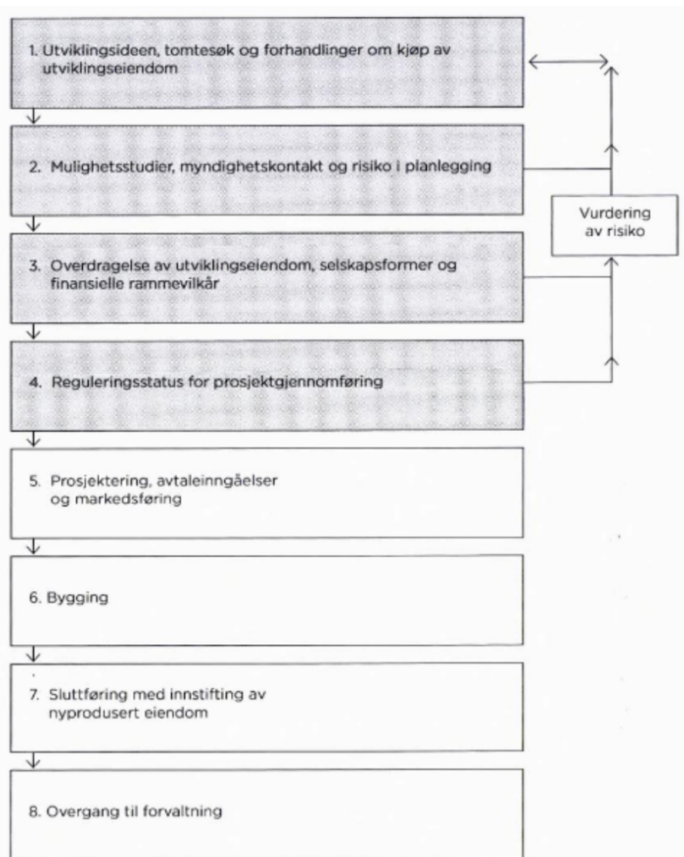 1. Utviklingsideen, tomtesøk og forhandlinger om kjøp av
utviklingseiendom
2. Mulighetsstudier, myndighetskontakt og risiko i planlegging
Vurdering
av risiko
3. Overdragelse av utviklingseiendom, selskapsformer og
finansielle rammevilkår
4. Reguleringsstatus for prosjektgjennomføring
5. Prosjektering, avtaleinngåelser
og markedsføring
6. Bygging
7. Sluttføring med innstifting av
nyprodusert eiendom
8. Overgang til forvaltning